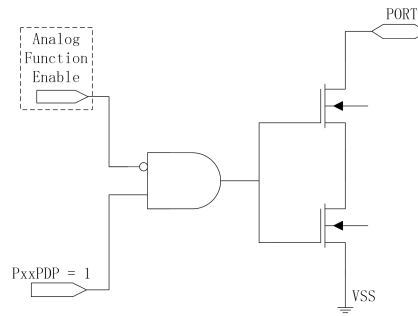 PORT
Analog
Function
Enable
PxxPDP = 1
VSS